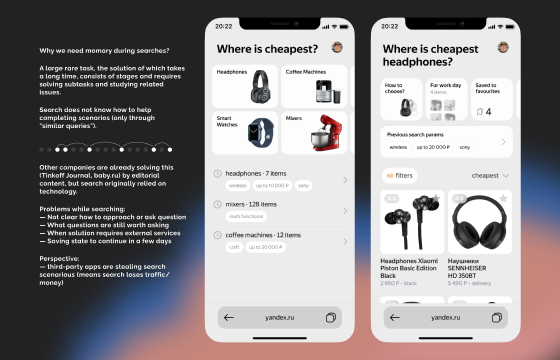 Why we need momory during searches?
A large rare task, the solution of which takes
a long time, consists of stages and requires
solving subtasks and studying related
issues.
Search does not know how to help
completing scenarios (only through
"similar queries").
Other companies are already solving this
(Tinkoff Journal, baby.ru) by editorial
content, but search originally relied on
technology.
Problems while searching:
— Not clear how to approach or ask question
— What questions are still worth asking
— When solution requires external services
— Saving state to continue in a few days
Perspective:
— third-party apps are stealing search
scenarious (means search loses traffic/
money)
20:22
Where is cheapest?
Headphones
Coffee Machines
Smart
Watches
Mixers
headphones · 7 items
wireless
up to 10 000 ₽
sony
mixers · 128 items
multi functional
coffee machines · 12 items
craft
up to 20 000 ₽
yandex.ru
20:22
Where is cheapest
headphones?
How to
choose?
For work day
4 items
Saved to
favourites
4
Previous search params
wireless
up to 20 000 ₽
sony
filters
cheapest
Headphones Xiaomi
Piston Basic Edition
Black
2 950 ₽ · black
Наушники
SENNHEISER
HD 350BT
5 490 ₽ · delivery
yandex.ru